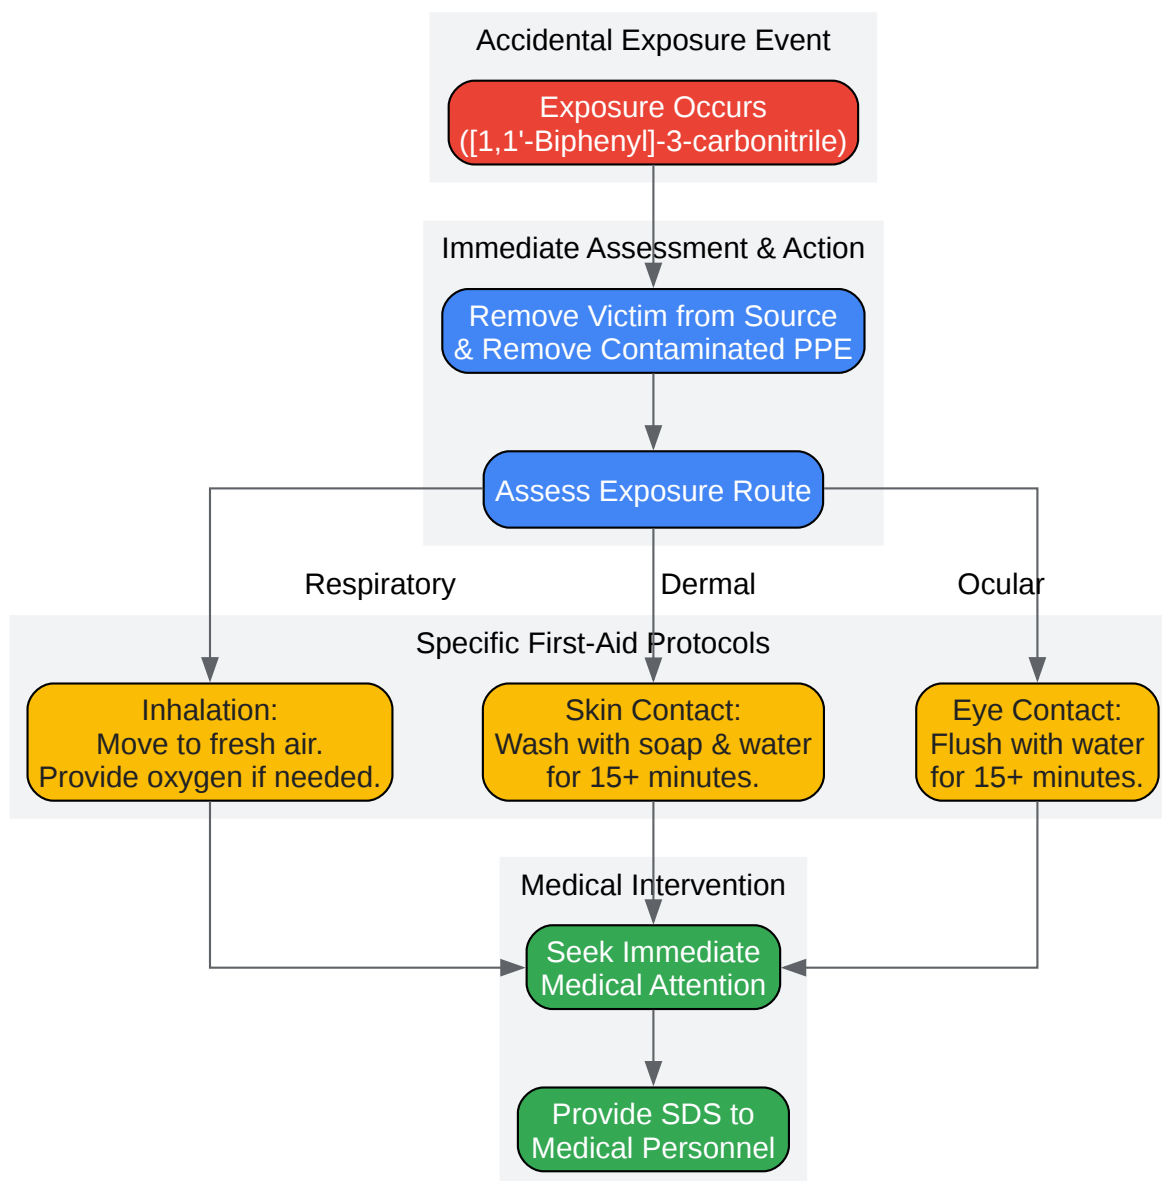 Accidental Exposure Event
Exposure Occurs
([1,1'-Biphenyl]-3-carbonitrile)
Immediate Assessment & Action
Remove Victim from Source
& Remove Contaminated PPE
Assess Exposure Route
Respiratory
Dermal
Ocular
Specific First-Aid Protocols
Inhalation:
Move to fresh air.
Provide oxygen if needed.
Skin Contact:
Wash with soap & water
for 15+ minutes.
Eye Contact:
Flush with water
for 15+ minutes.
Medical Intervention
Seek Immediate
Medical Attention
Provide SDS to
Medical Personnel